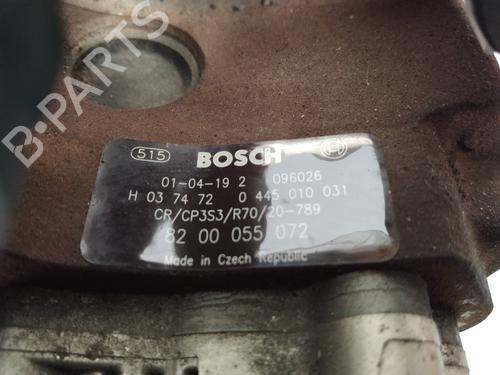 B-PARTS
515 BOSCH
01-04-19 2 096026
H 03 74 72 0 445 010 031
CR/CP3S3/R70/20-789
82 00 055 072
Made in Czech Republic